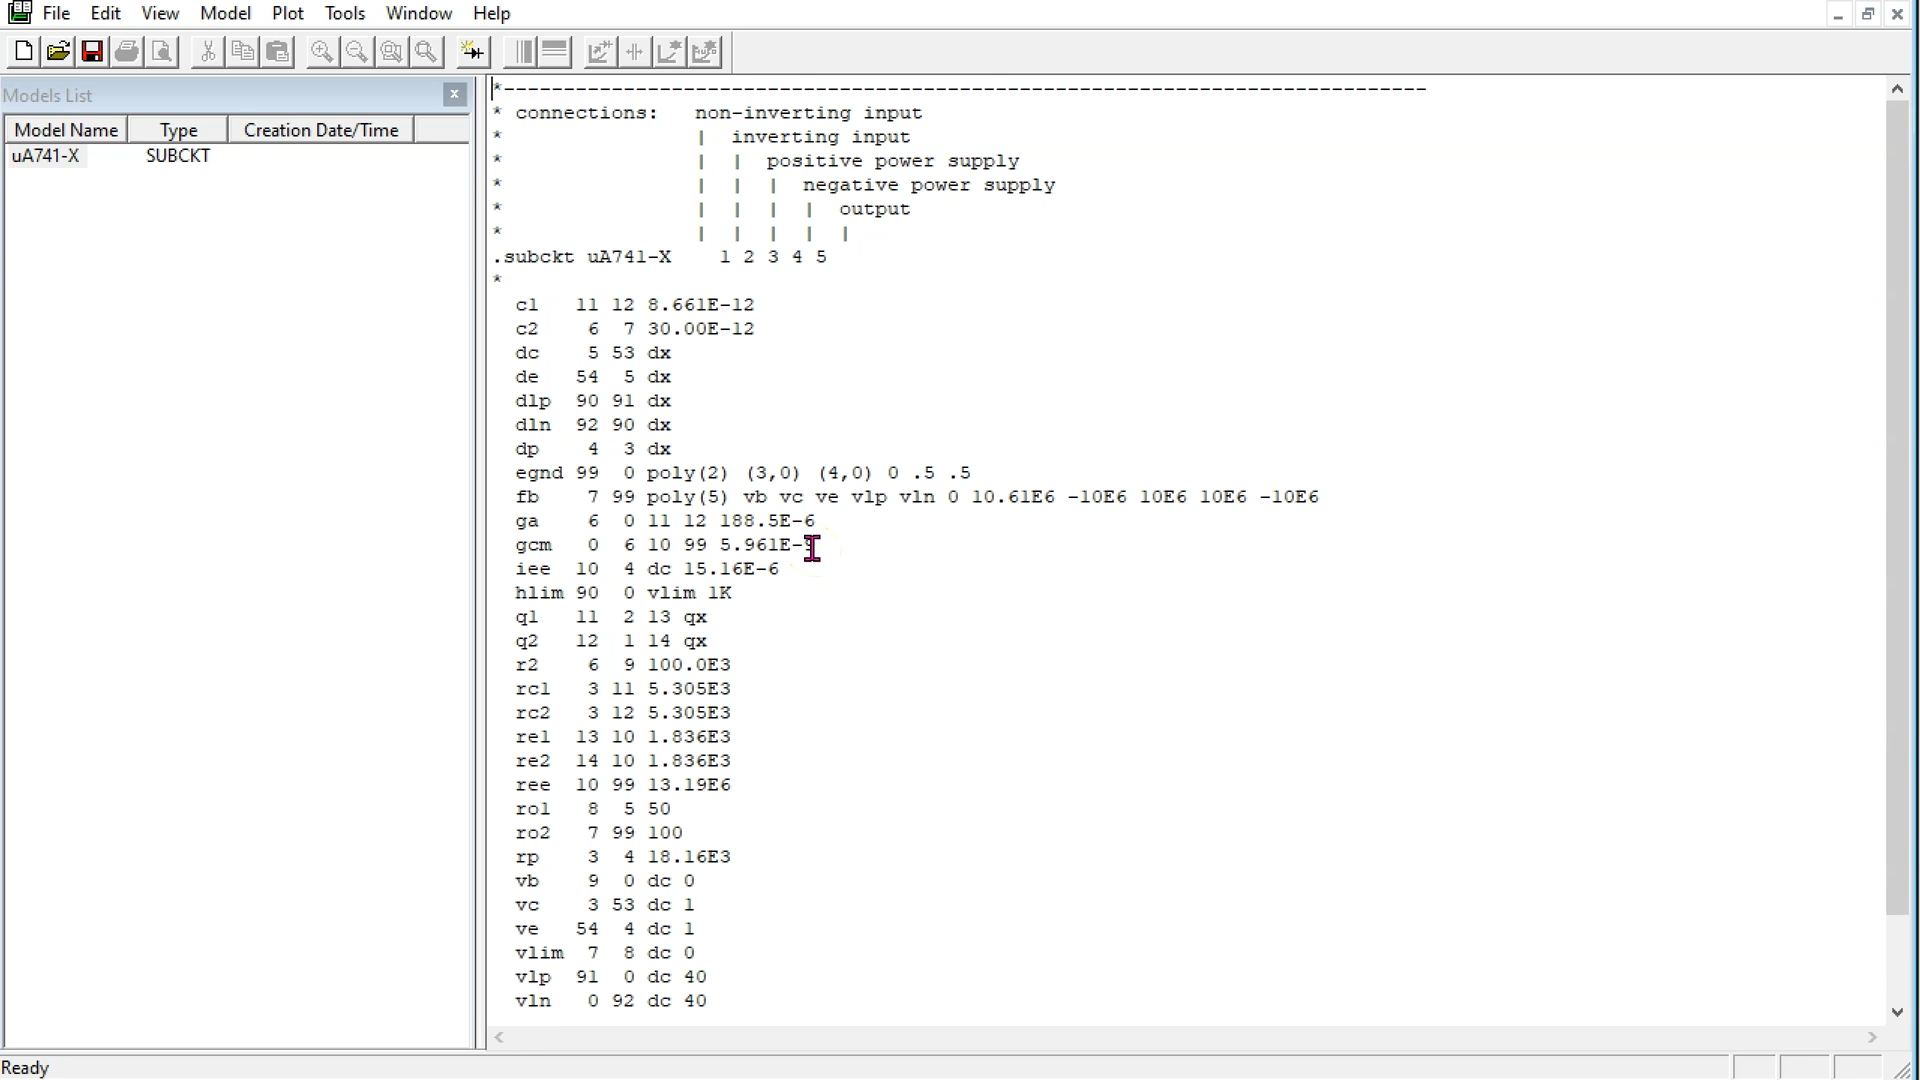 File Edit View Model Plot Tools Window Help
Models List
Model Name Type Creation Date/Time
uA741-X SUBCKT
*-----------------------------------------------------------------------------
* connections:   non-inverting input
*                |  inverting input
*                |  |  positive power supply
*                |  |  |  negative power supply
*                |  |  |  |  output
*                |  |  |  |  |
.subckt uA741-X    1 2 3 4 5
*
c1   11 12 8.661E-12
c2    6  7 30.00E-12
dc    5 53 dx
de   54  5 dx
dlp  90 91 dx
dln  92 90 dx
dp    4  3 dx
egnd 99  0 poly(2) (3,0) (4,0) 0 .5 .5
fb    7 99 poly(5) vb vc ve vlp vln 0 10.61E6 -10E6 10E6 10E6 -10E6
ga    6  0 11 12 188.5E-6
gcm   0  6 10 99 5.961E-9
iee  10  4 dc 15.16E-6
hlim 90  0 vlim 1K
q1   11  2 13 qx
q2   12  1 14 qx
r2    6  9 100.0E3
rc1   3 11 5.305E3
rc2   3 12 5.305E3
re1  13 10 1.836E3
re2  14 10 1.836E3
ree  10 99 13.19E6
ro1   8  5 50
ro2   7 99 100
rp    3  4 18.16E3
vb    9  0 dc 0
vc    3 53 dc 1
ve   54  4 dc 1
vlim  7  8 dc 0
vlp  91  0 dc 40
vln   0 92 dc 40
Ready